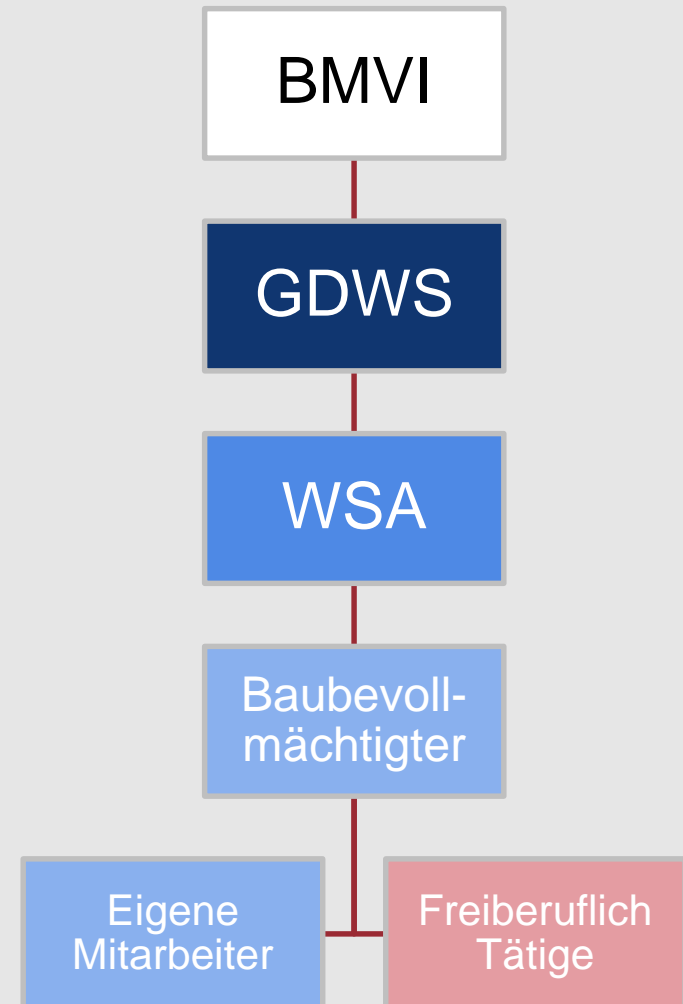 BMVI
GDWS
WSA
Baubevoll-
mächtigter
Eigene
Mitarbeiter
Freiberuflich
Tätige